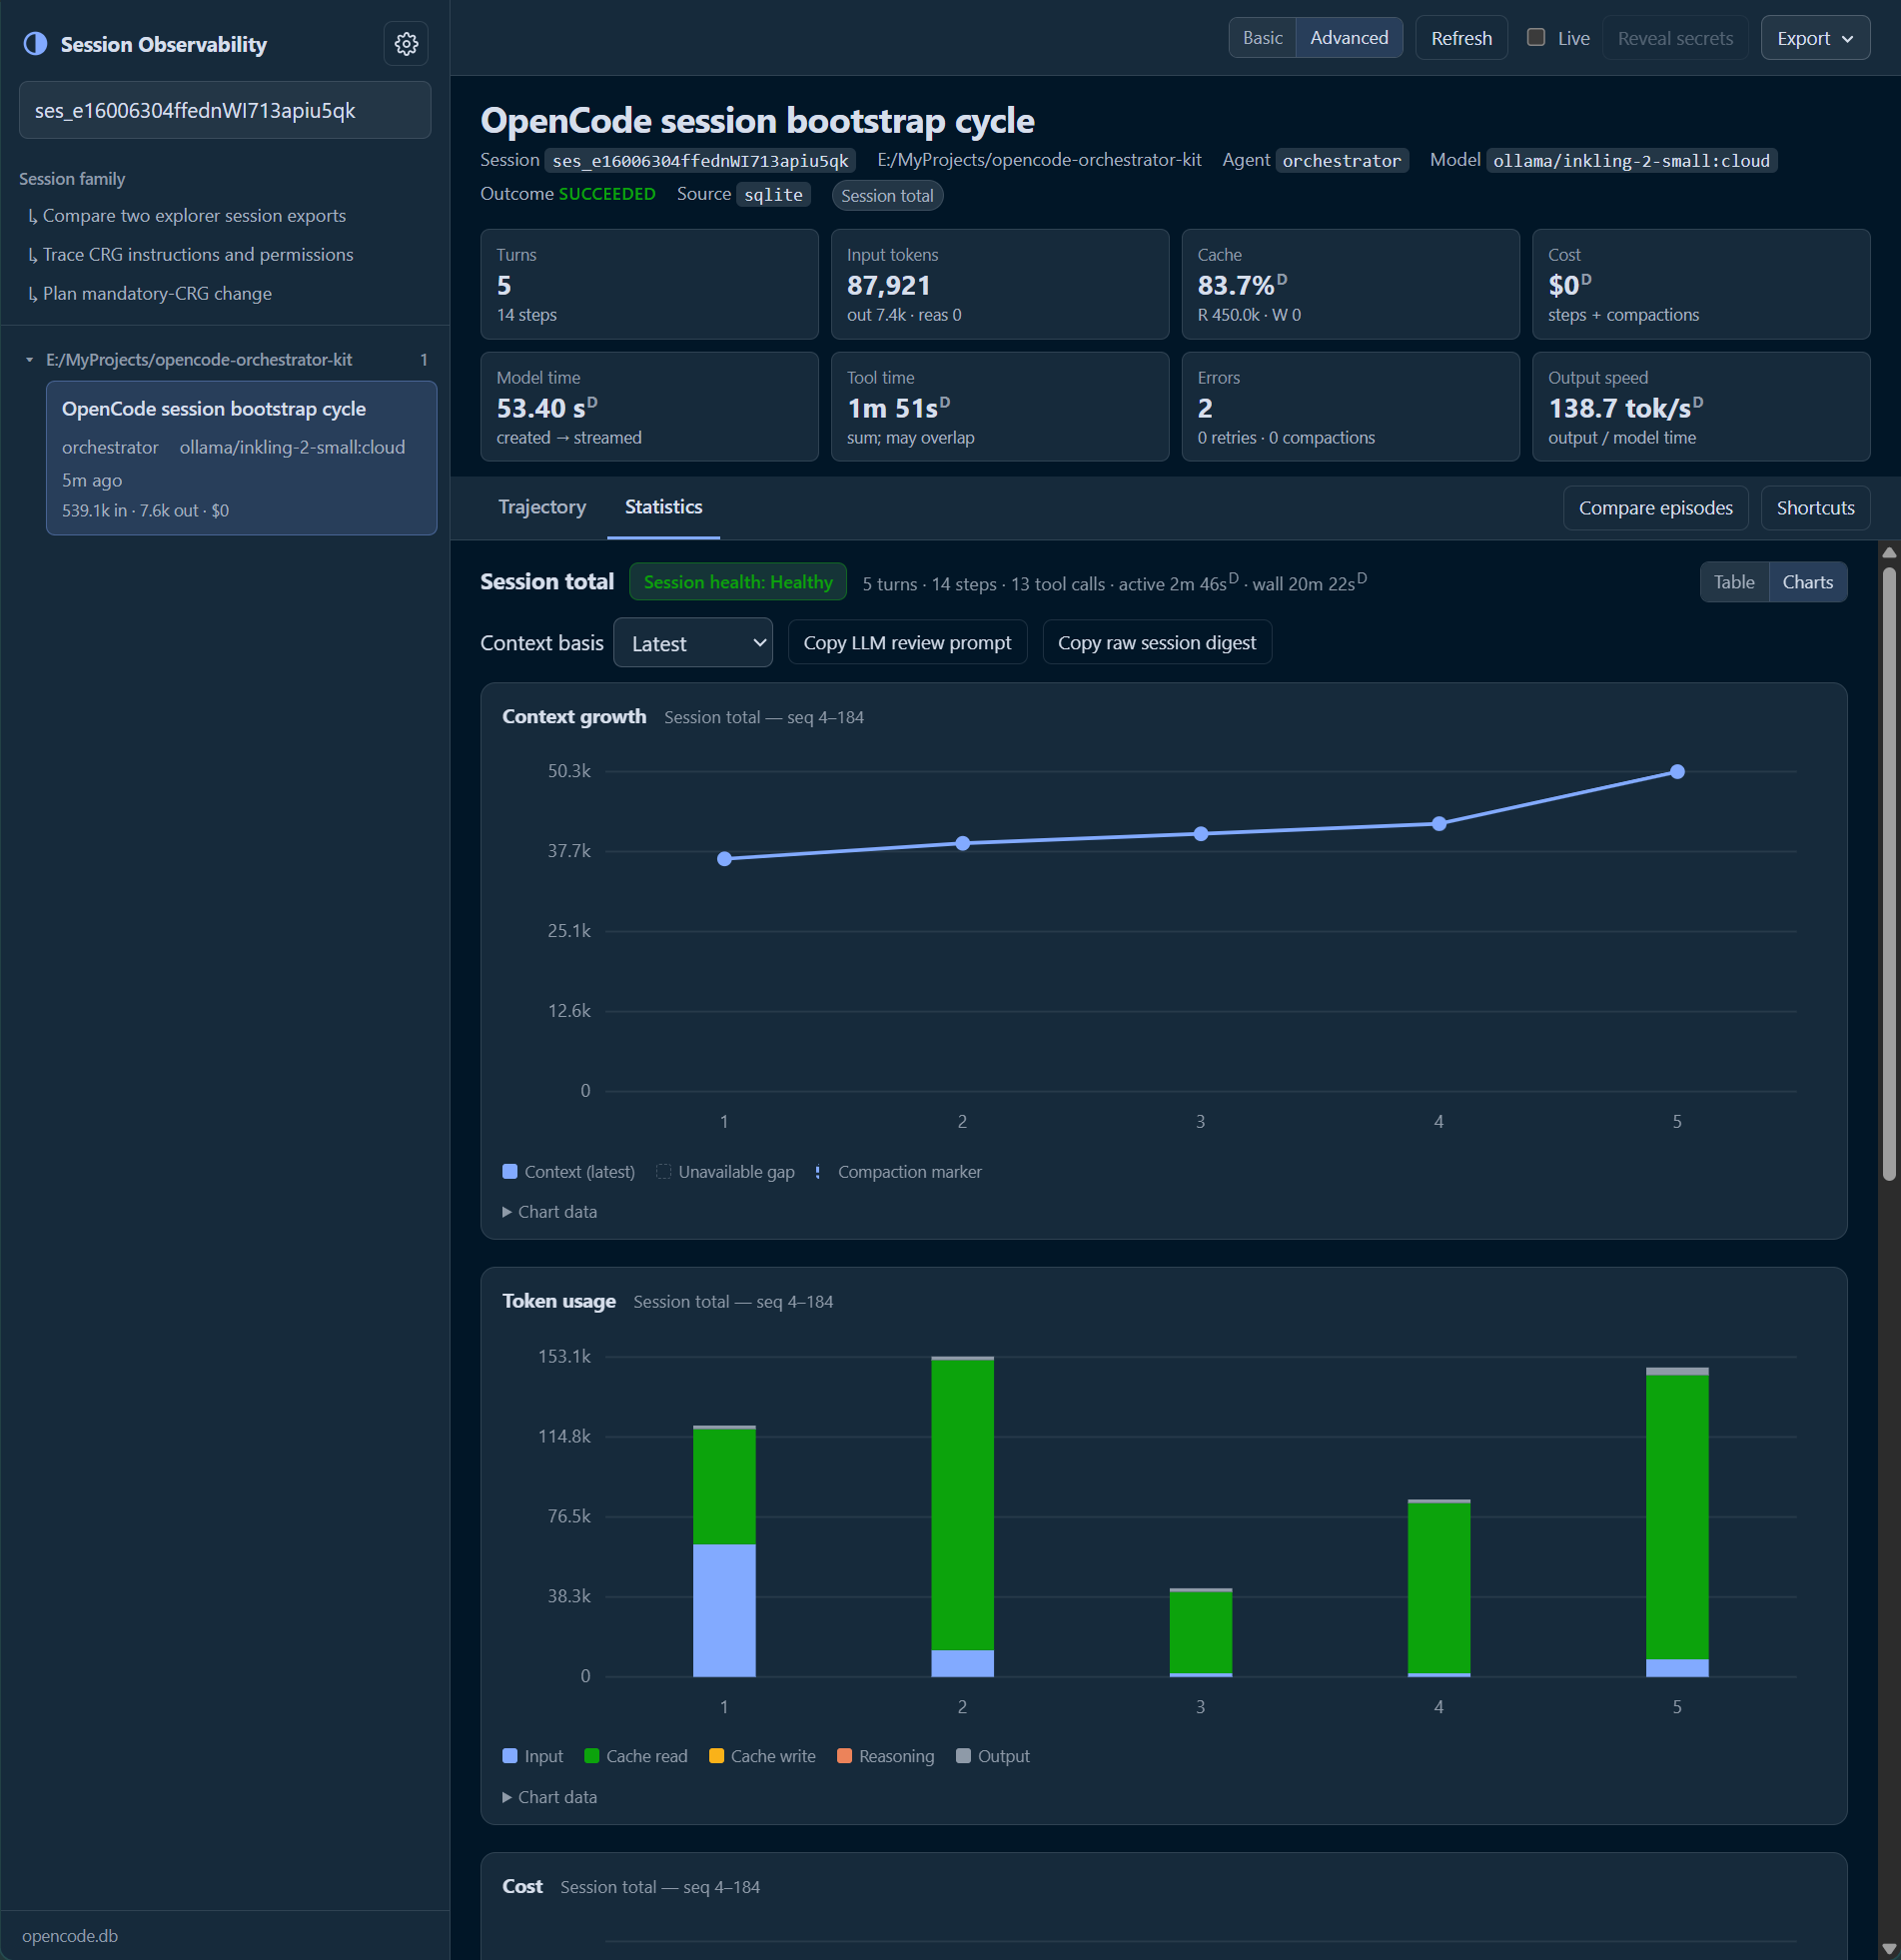 Session Observability
ses_e16006304ffednWI713apiu5qk
Session family
↳ Compare two explorer session exports
↳ Trace CRG instructions and permissions
↳ Plan mandatory-CRG change
E:/MyProjects/opencode-orchestrator-kit 1
OpenCode session bootstrap cycle
orchestrator ollama/inkling-2-small:cloud
5m ago
539.1k in · 7.6k out · $0
opencode.db
Basic Advanced Refresh Live Reveal secrets Export
OpenCode session bootstrap cycle
Session ses_e16006304ffednWI713apiu5qk E:/MyProjects/opencode-orchestrator-kit Agent orchestrator Model ollama/inkling-2-small:cloud
Outcome SUCCEEDED Source sqlite Session total
Turns
5
14 steps
Input tokens
87,921
out 7.4k · reas 0
Cache
83.7%D
R 450.0k · W 0
Cost
$0D
steps + compactions
Model time
53.40 sD
created → streamed
Tool time
1m 51sD
sum; may overlap
Errors
2
0 retries · 0 compactions
Output speed
138.7 tok/sD
output / model time
Trajectory Statistics Compare episodes Shortcuts
Session total Session health: Healthy 5 turns · 14 steps · 13 tool calls · active 2m 46sD · wall 20m 22sD Table Charts
Context basis Latest Copy LLM review prompt Copy raw session digest
Context growth Session total — seq 4–184
50.3k
37.7k
25.1k
12.6k
0
1 2 3 4 5
Context (latest) Unavailable gap Compaction marker
Chart data
Token usage Session total — seq 4–184
153.1k
114.8k
76.5k
38.3k
0
1 2 3 4 5
Input Cache read Cache write Reasoning Output
Chart data
Cost Session total — seq 4–184